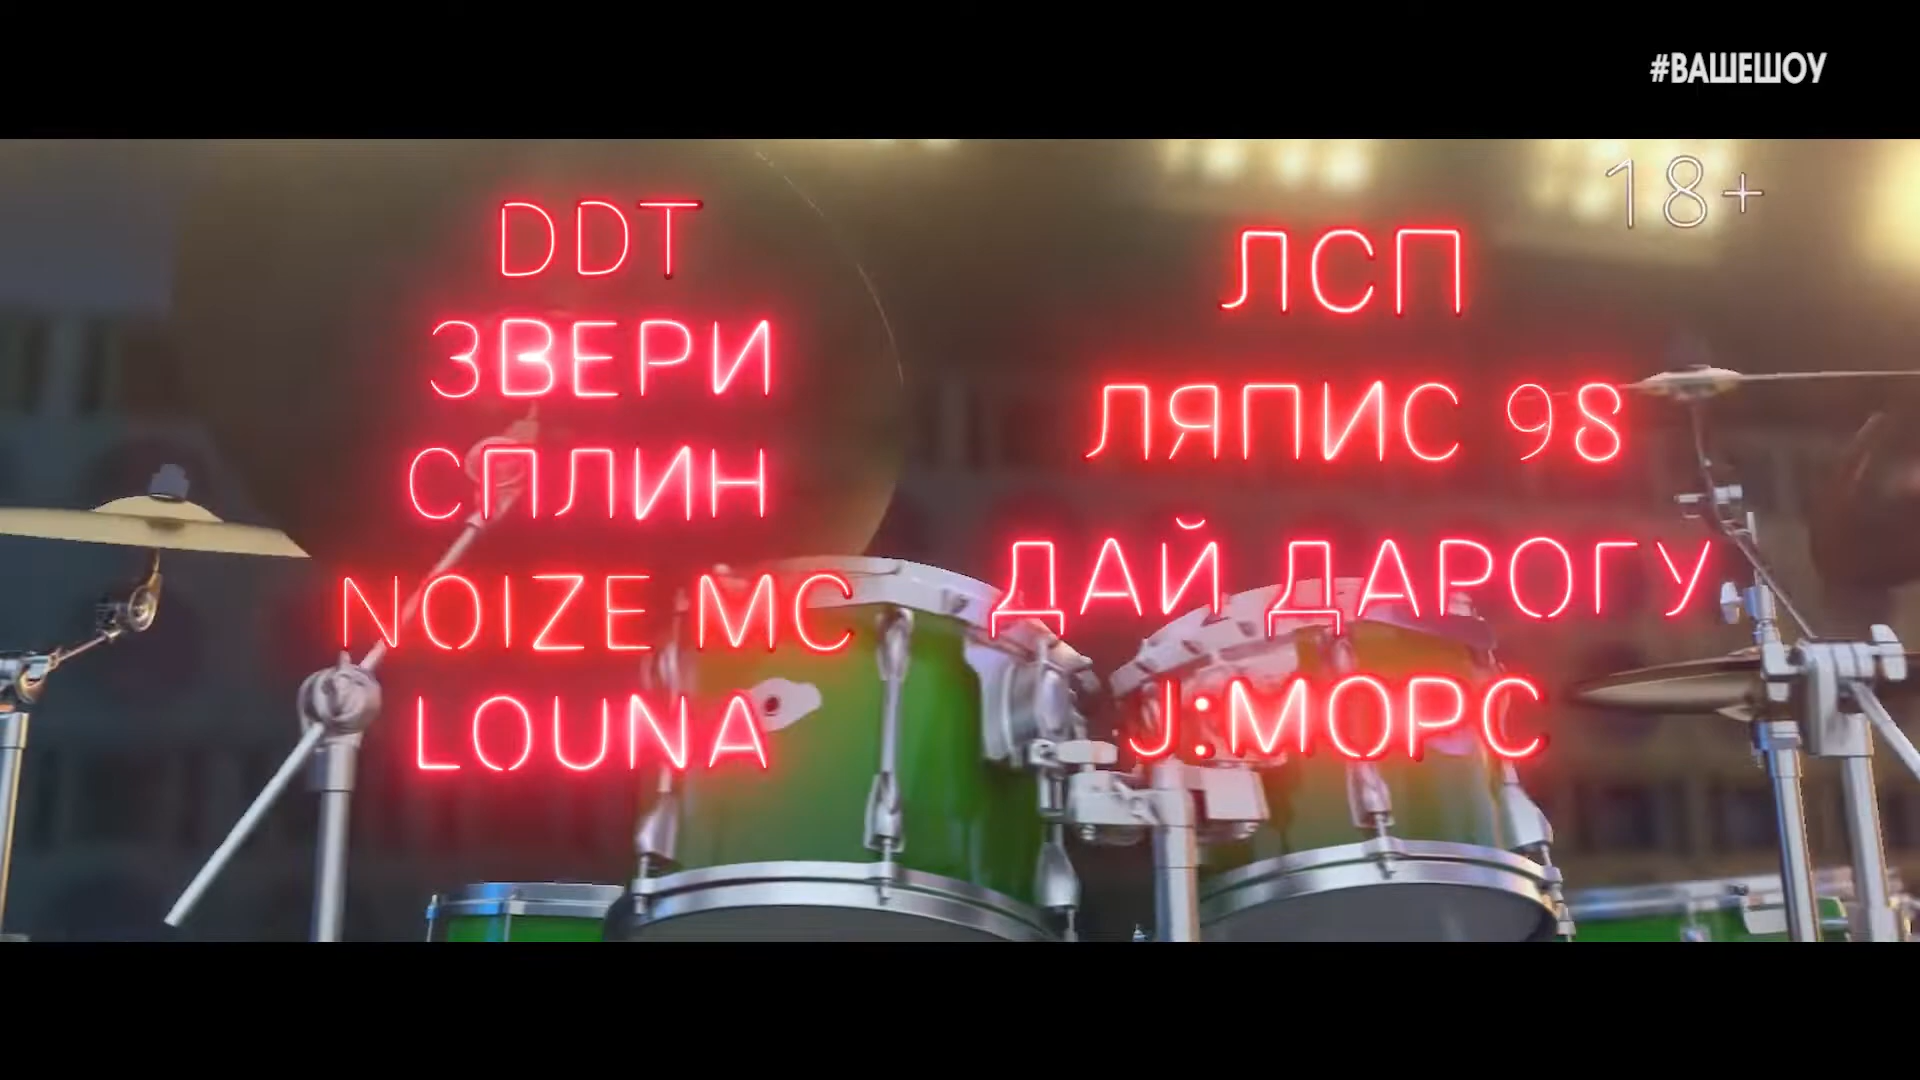 #ВАШЕШОУ
18+
DDT
ЗВЕРИ
СПЛИН
NOIZE MC
LOUNA
ЛСП
ЛЯПИС 98
ДАЙ ДАРОГУ
J:МОРС